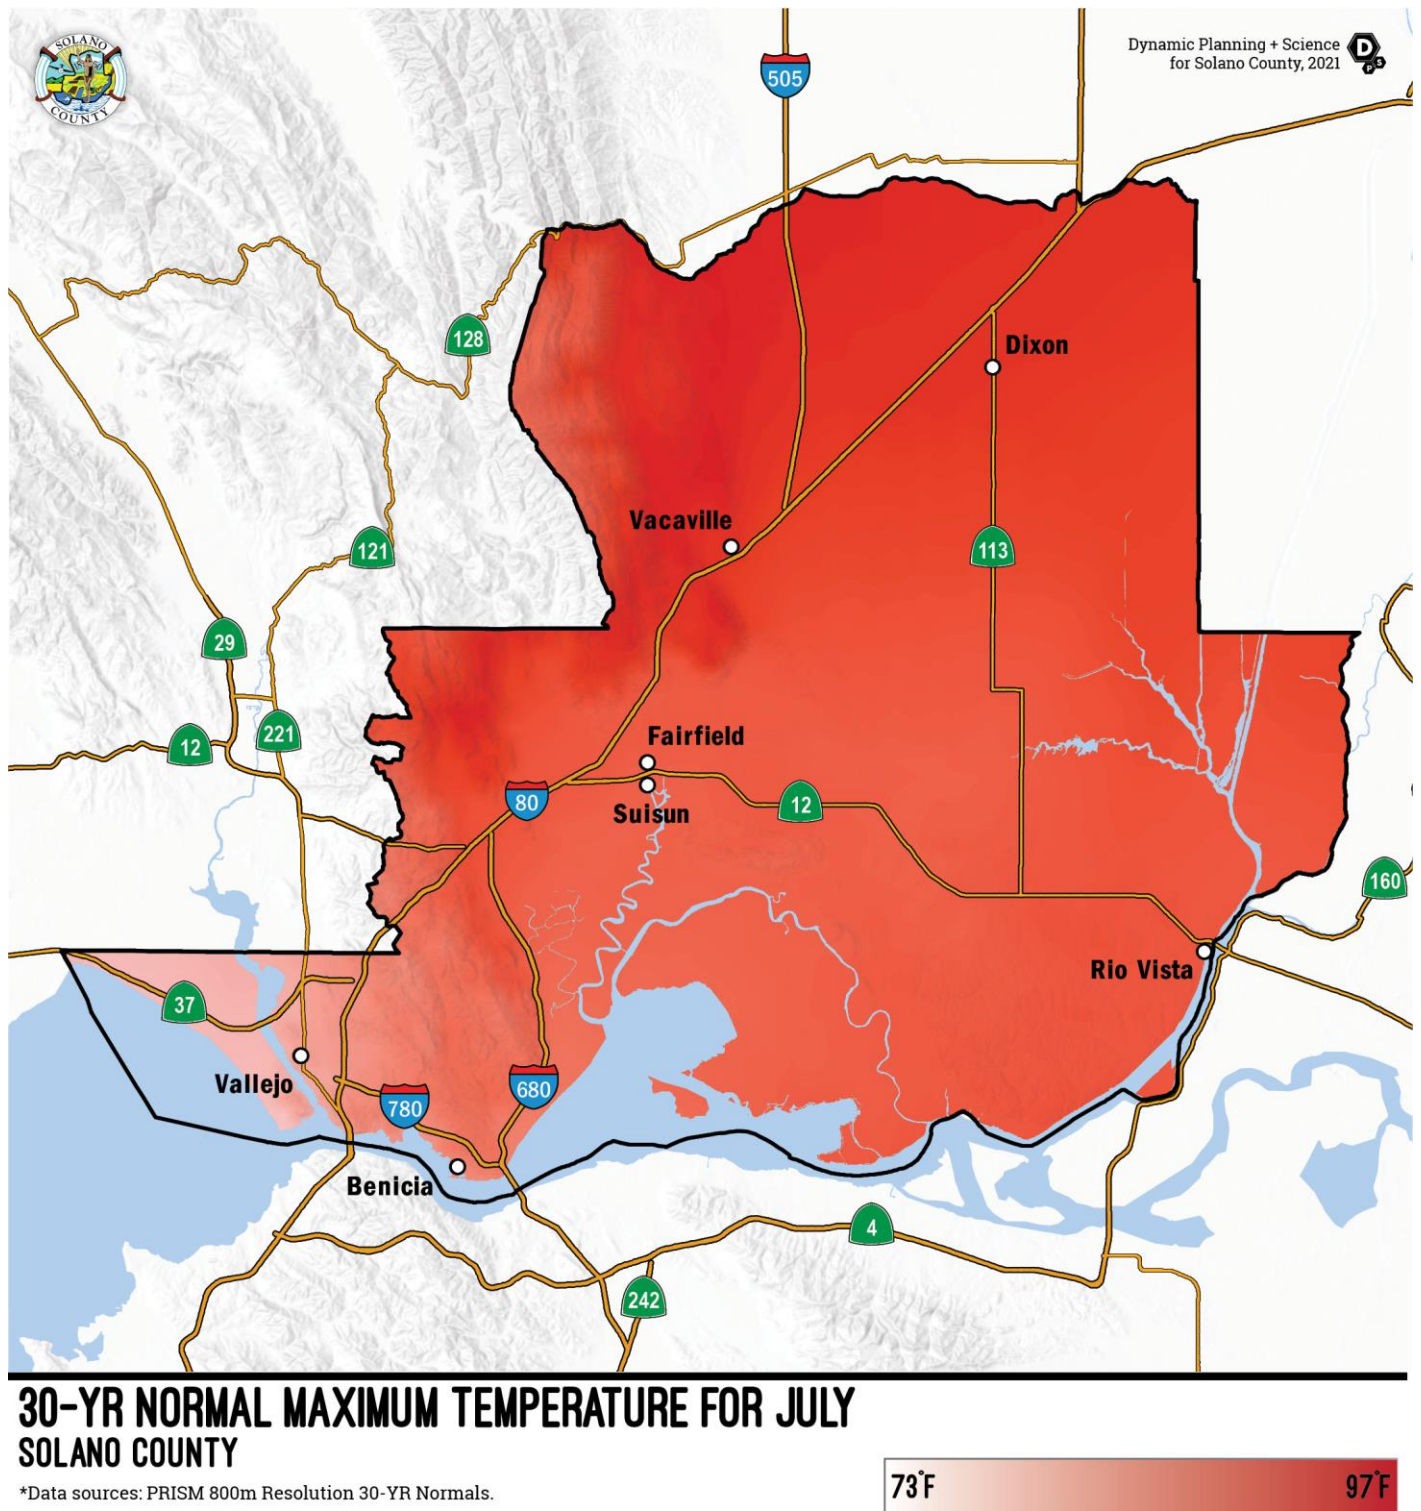 SOLANO
COUNTY
Dynamic Planning + Science
for Solano County, 2021
D
P
S
505
128
Dixon
Vacaville
121
113
29
12
221
Fairfield
80
Suisun
12
160
37
Rio Vista
Vallejo
780
680
Benicia
4
242
30-YR NORMAL MAXIMUM TEMPERATURE FOR JULY
SOLANO COUNTY
*Data sources: PRISM 800m Resolution 30-YR Normals.
73°F
97°F